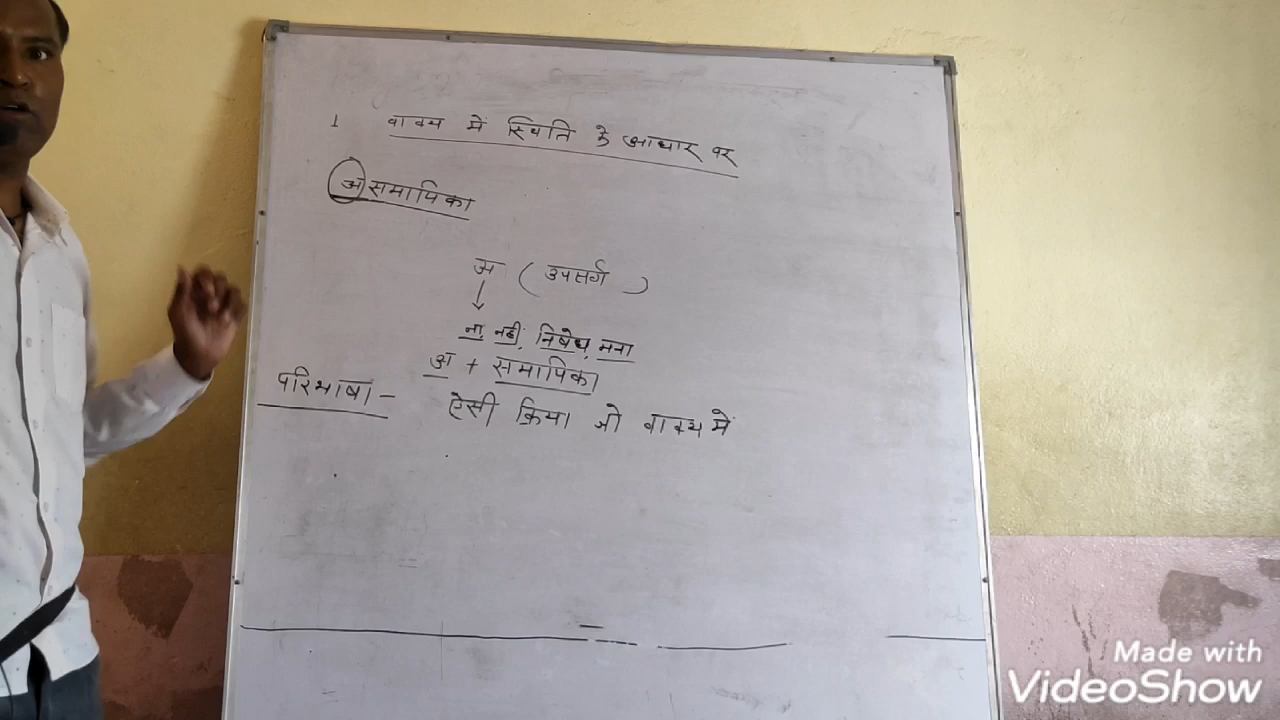 1 वाक्य में स्थिति के आधार पर
असमापिका
अ ( उपसर्ग )
ना, नहीं, निषेध, मना
अ + समापिका
परिभाषा - ऐसी क्रिया जो वाक्य में
Made with
VideoShow